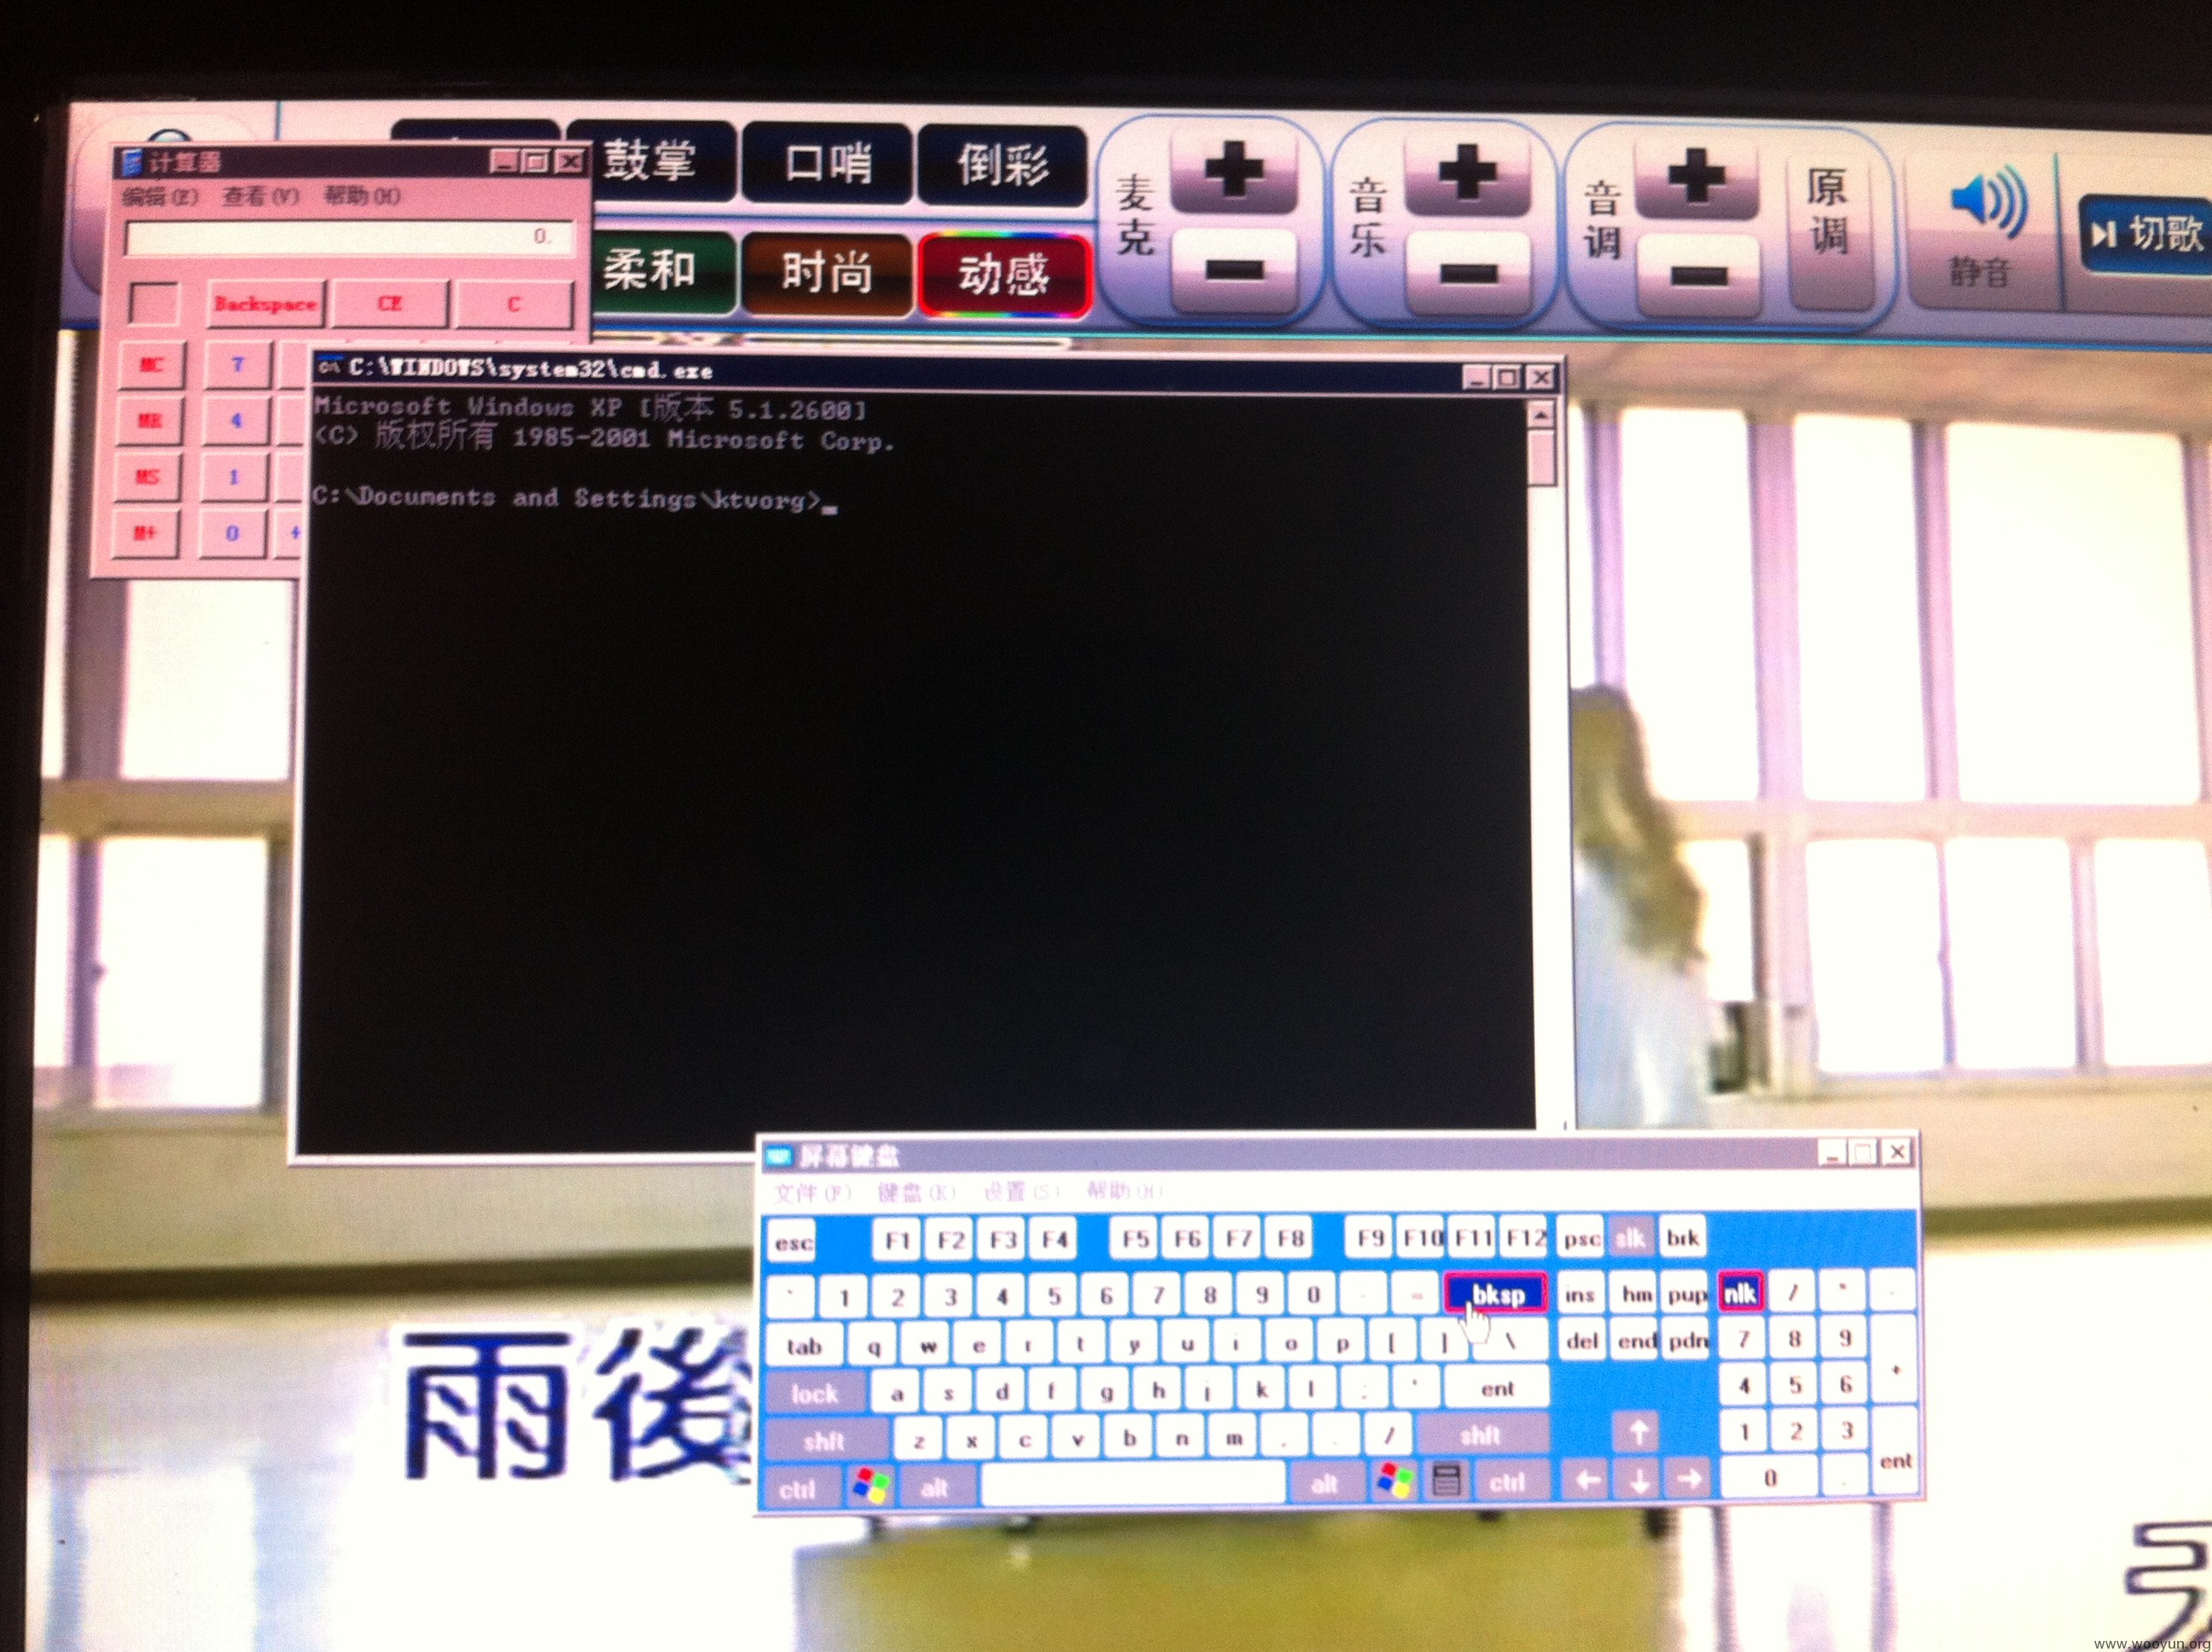 鼓掌 口哨 倒彩
麦克
音乐
音调
原调
静音
切歌
柔和 时尚 动感
计算器
编辑(E) 查看(V) 帮助(H)
0.
Backspace CE C
MC 7
MR 4
MS 1
M+ 0 +
C:\WINDOWS\system32\cmd.exe
Microsoft Windows XP [版本 5.1.2600]
(C) 版权所有 1985-2001 Microsoft Corp.
C:\Documents and Settings\ktvorg>_
屏幕键盘
文件(F) 键盘(K) 设置(S) 帮助(H)
esc F1 F2 F3 F4 F5 F6 F7 F8 F9 F10 F11 F12 psc slk brk
` 1 2 3 4 5 6 7 8 9 0 - = bksp ins hm pup nlk / * -
tab q w e r t y u i o p [ ] \ del end pdn 7 8 9 +
lock a s d f g h j k l ; ' ent 4 5 6
shft z x c v b n m , . / shft ↑ 1 2 3 ent
ctrl alt alt ctrl ← ↓ → 0 .
雨後
www.wooyun.org